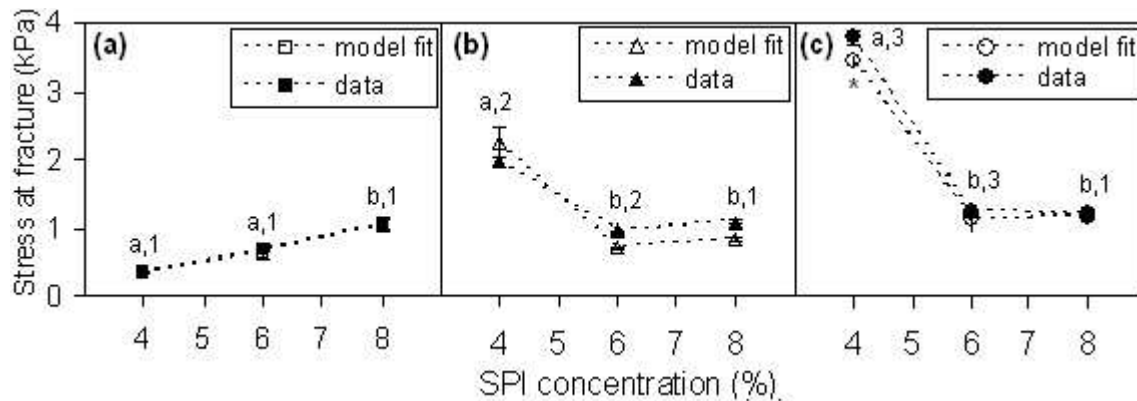 Stress at fracture (kPa)
4
3
2
1
0
(a)
model fit
data
a,1
a,1
b,1
4 5 6 7 8
(b)
model fit
data
a,2
b,2
b,1
4 5 6 7 8
(c)
model fit
data
a,3
*
b,3
b,1
4 5 6 7 8
SPI concentration (%)